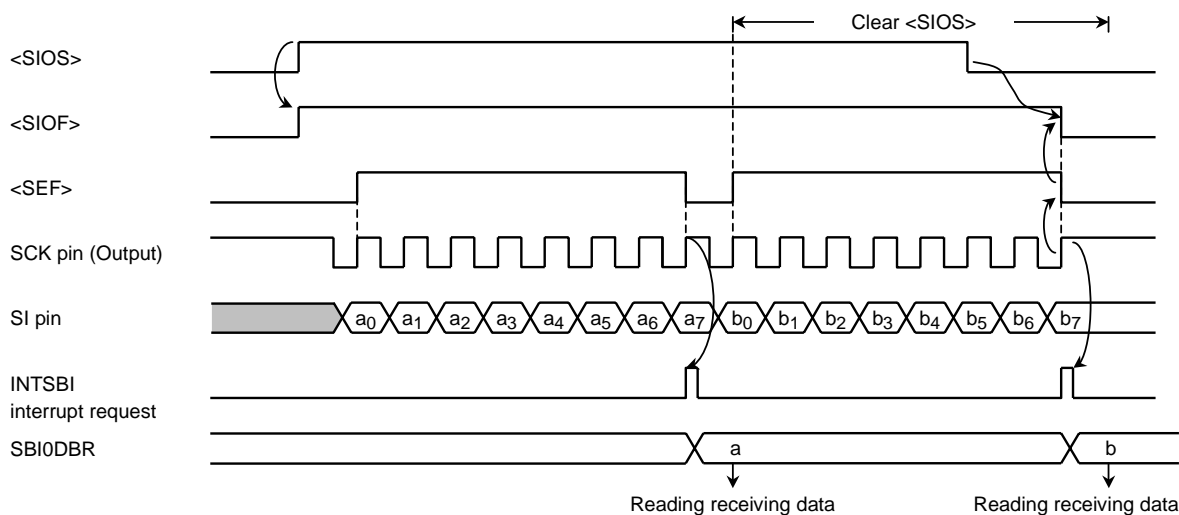 Clear <SIOS>
<SIOS>
<SIOF>
<SEF>
SCK pin (Output)
SI pin
a0 a1 a2 a3 a4 a5 a6 a7 b0 b1 b2 b3 b4 b5 b6 b7
INTSBI
interrupt request
SBI0DBR
a b
Reading receiving data Reading receiving data